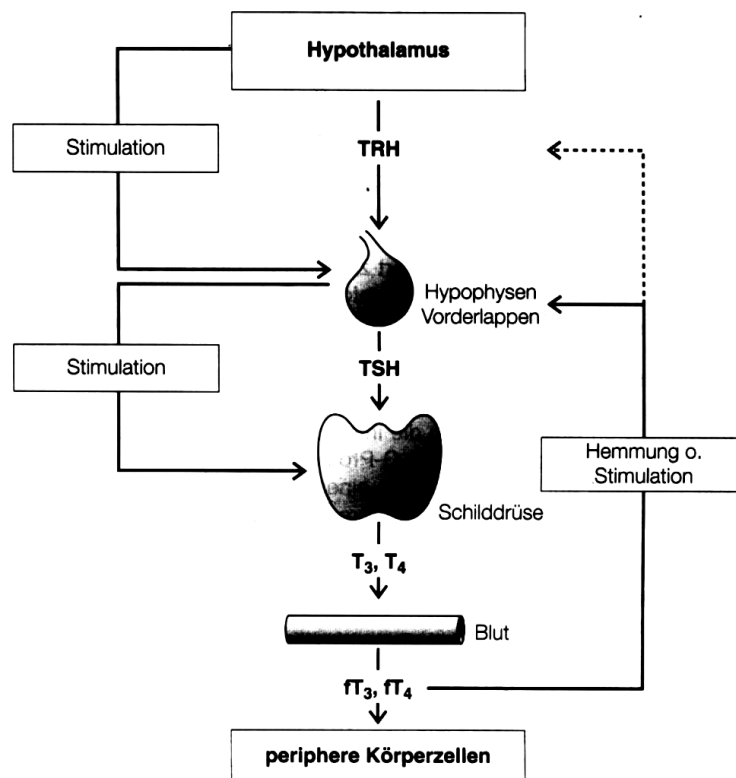 Hypothalamus
Stimulation
TRH
Hypophysen
Vorderlappen
Stimulation
TSH
Hemmung o.
Stimulation
Schilddrüse
T₃, T₄
Blut
fT₃, fT₄
periphere Körperzellen